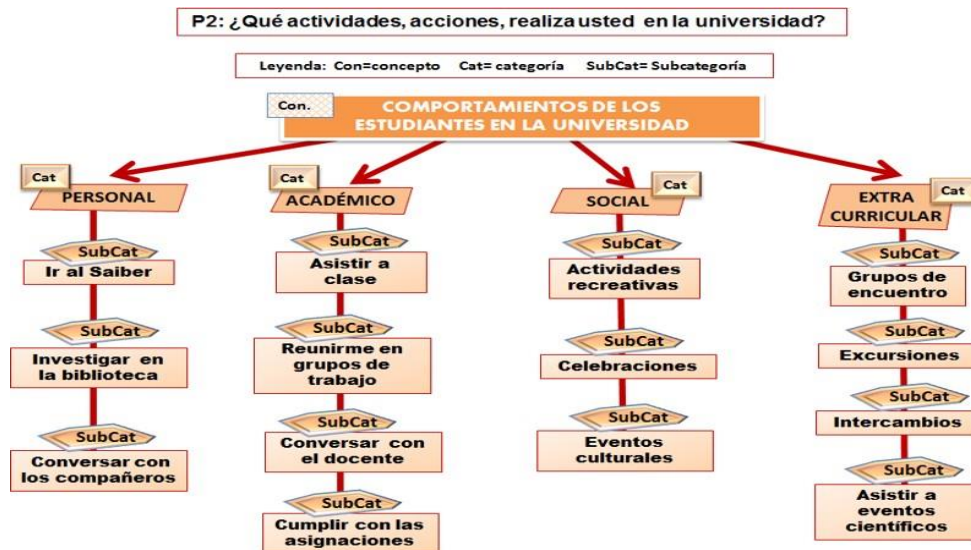 P2: ¿Qué actividades, acciones, realiza usted en la universidad?
Leyenda: Con=concepto Cat= categoría SubCat= Subcategoría
Con.
COMPORTAMIENTOS DE LOS
ESTUDIANTES EN LA UNIVERSIDAD
Cat
PERSONAL
SubCat
Ir al Saiber
SubCat
Investigar en
la biblioteca
SubCat
Conversar con
los compañeros
Cat
ACADÉMICO
SubCat
Asistir a
clase
SubCat
Reunirme en
grupos de
trabajo
SubCat
Conversar con
el docente
SubCat
Cumplir con las
asignaciones
Cat
SOCIAL
SubCat
Actividades
recreativas
SubCat
Celebraciones
SubCat
Eventos
culturales
Cat
EXTRA
CURRICULAR
SubCat
Grupos de
encuentro
SubCat
Excursiones
SubCat
Intercambios
SubCat
Asistir a
eventos
científicos